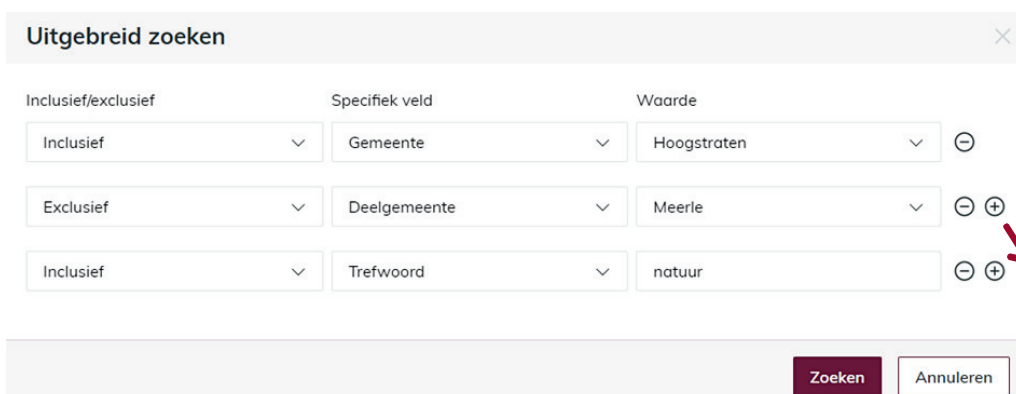 Uitgebreid zoeken
Inclusief/exclusief Specifiek veld Waarde
Inclusief Gemeente Hoogstraten
Exclusief Deelgemeente Meerle
Inclusief Trefwoord natuur
Zoeken Annuleren